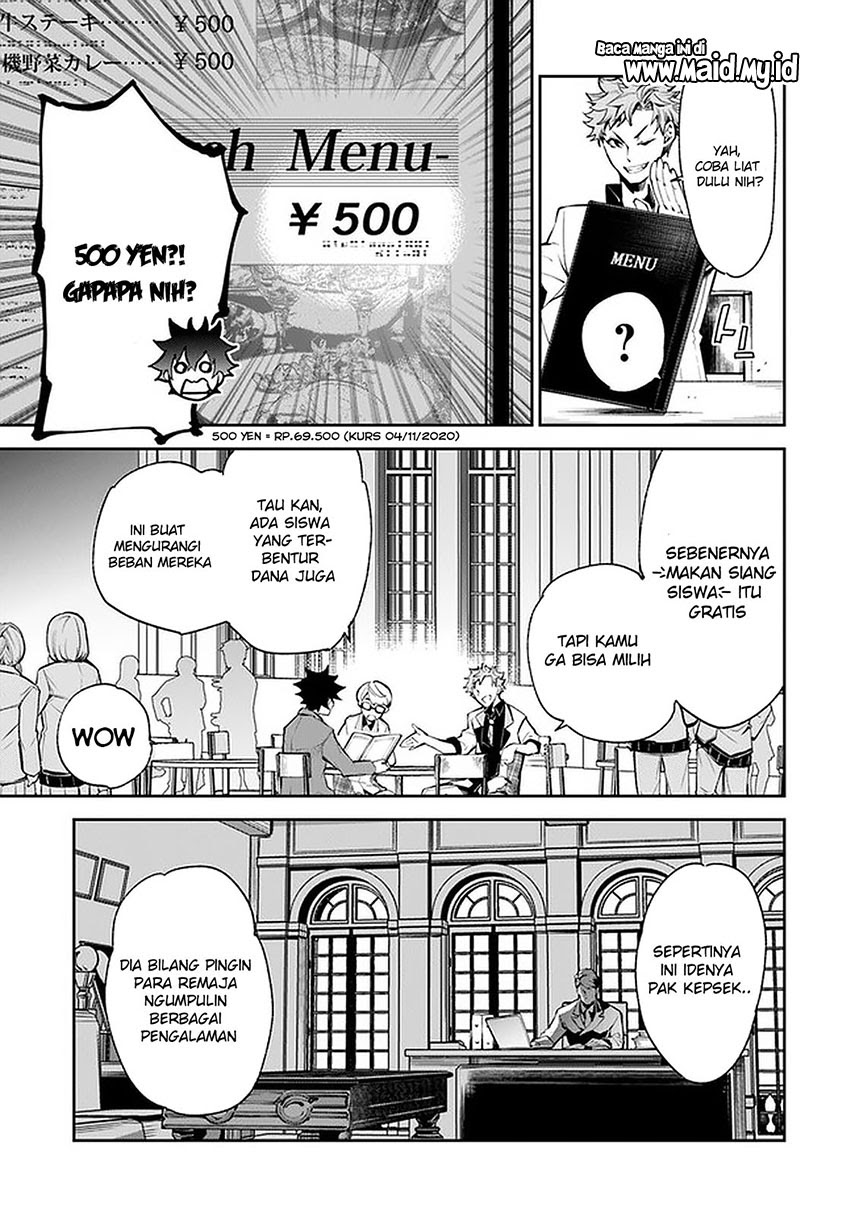 Baca manga ini di
www.Maid.My.id
YAH,
COBA LIAT
DULU NIH?
MENU
?
牛ステーキ……… ￥500
機野菜カレー…… ￥500
h Menu-
￥500
500 YEN?!
GAPAPA NIH?
500 YEN = RP.69.500 (KURS 04/11/2020)
SEBENERNYA
MAKAN SIANG
SISWA ITU
GRATIS
TAPI KAMU
GA BISA MILIH
TAU KAN,
ADA SISWA
YANG TER-
BENTUR
DANA JUGA
INI BUAT
MENGURANGI
BEBAN MEREKA
WOW
SEPERTINYA
INI IDENYA
PAK KEPSEK..
DIA BILANG PINGIN
PARA REMAJA
NGUMPULIN
BERBAGAI
PENGALAMAN